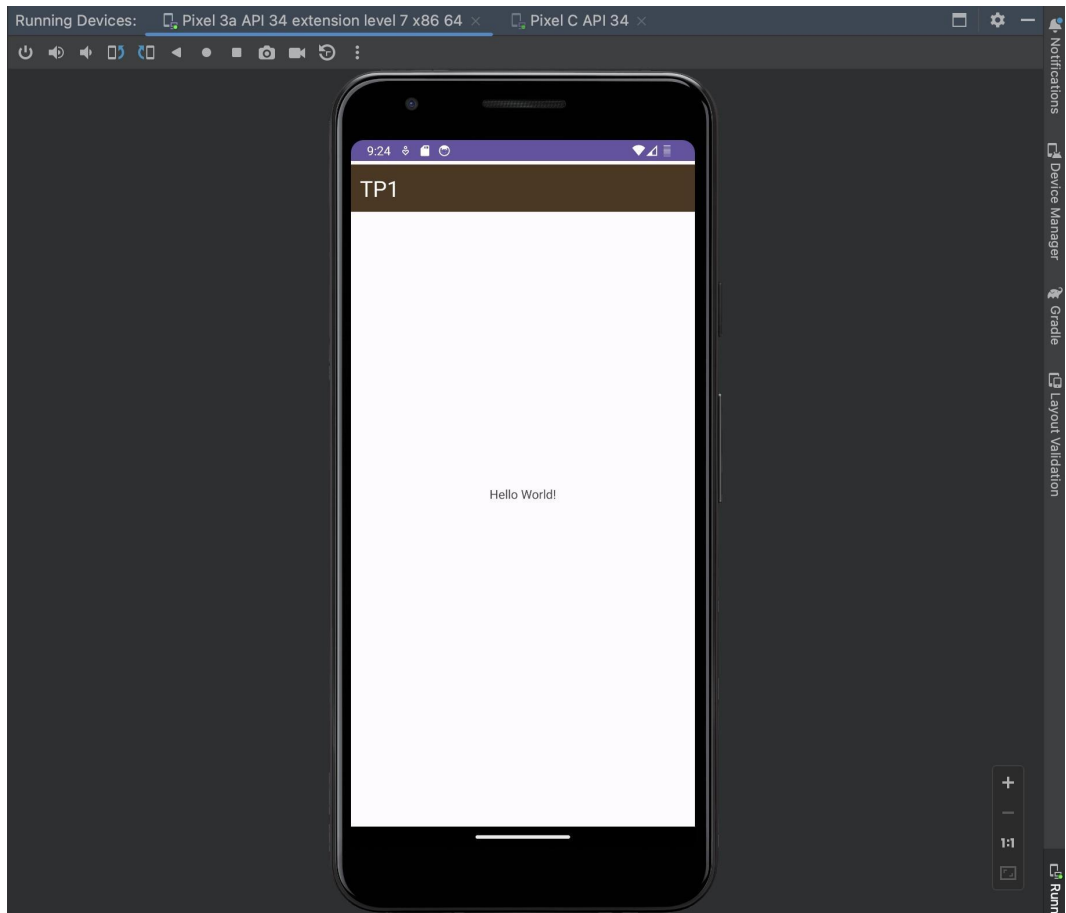 Running Devices: Pixel 3a API 34 extension level 7 x86 64 Pixel C API 34
9:24
TP1
Hello World!
Notifications
Device Manager
Gradle
Layout Validation
1:1
Runn